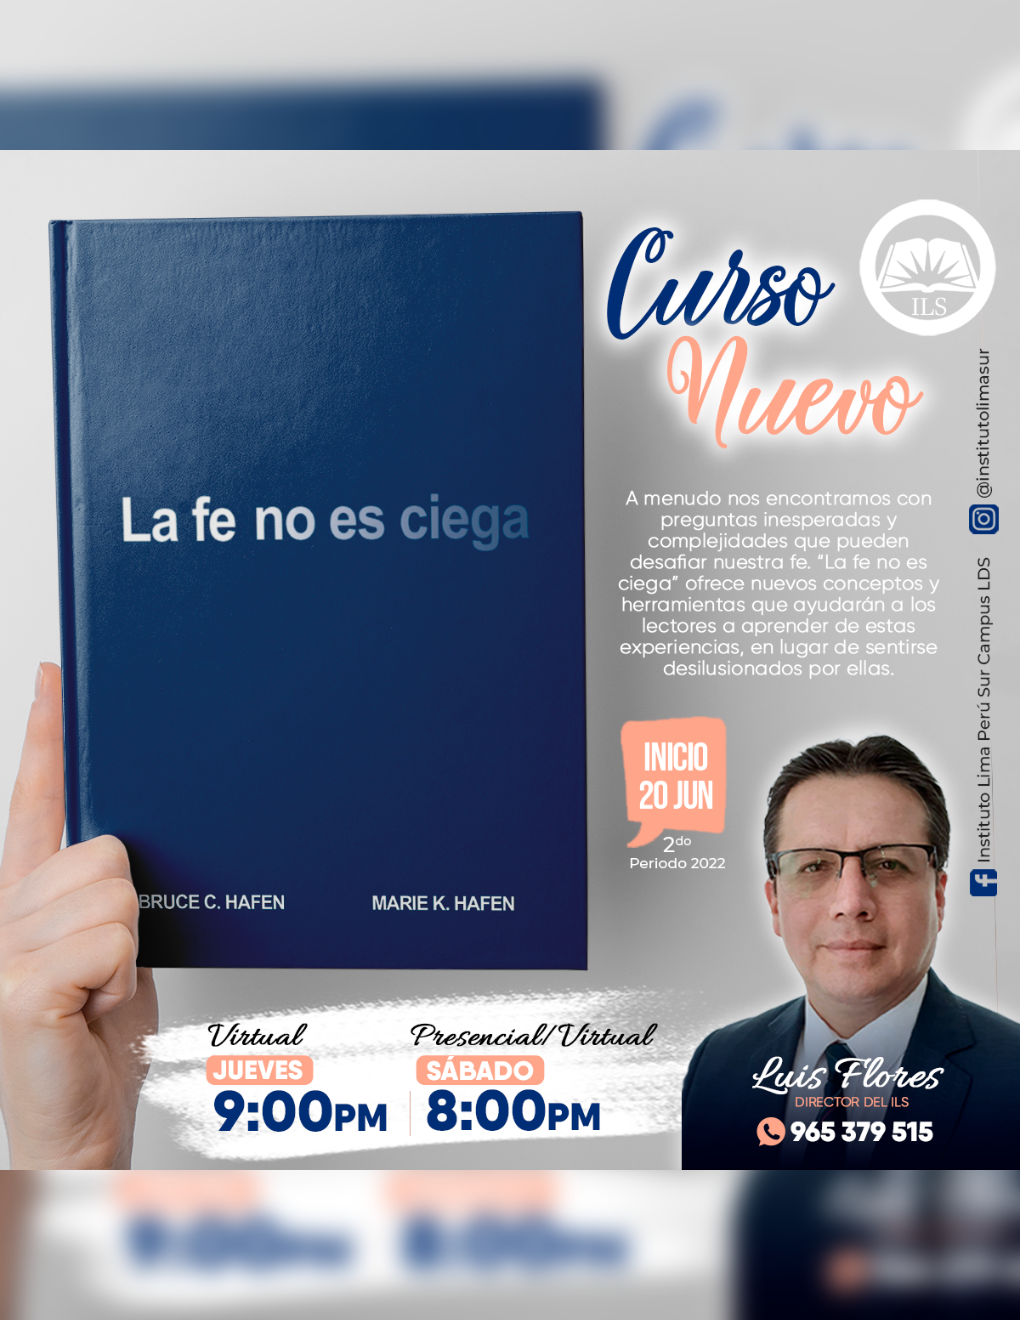 Curso
Nuevo
ILS
La fe no es ciega
BRUCE C. HAFEN
MARIE K. HAFEN
A menudo nos encontramos con
preguntas inesperadas y
complejidades que pueden
desafiar nuestra fe. "La fe no es
ciega" ofrece nuevos conceptos y
herramientas que ayudarán a los
lectores a aprender de estas
experiencias, en lugar de sentirse
desilusionados por ellas.
INICIO
20 JUN
2do
Periodo 2022
@institutolimasur
Instituto Lima Perú Sur Campus LDS
Virtual
JUEVES
9:00PM
Presencial/Virtual
SÁBADO
8:00PM
Luis Flores
DIRECTOR DEL ILS
965 379 515